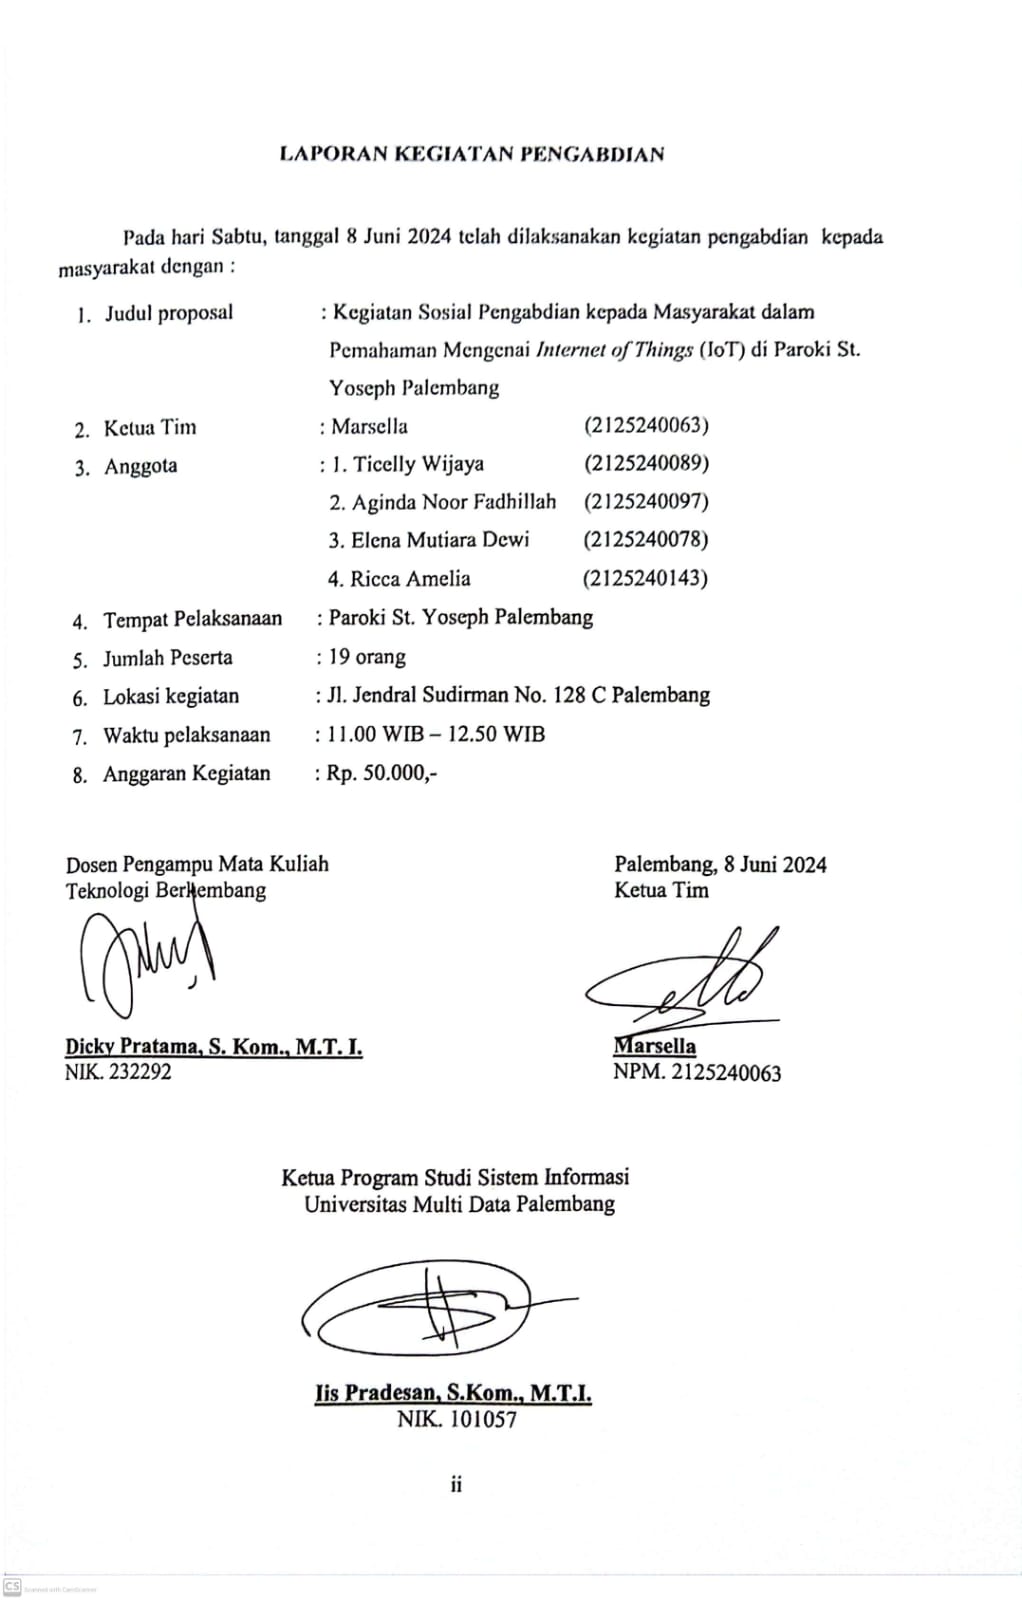 LAPORAN KEGIATAN PENGABDIAN
Pada hari Sabtu, tanggal 8 Juni 2024 telah dilaksanakan kegiatan pengabdian kepada
masyarakat dengan :
1. Judul proposal : Kegiatan Sosial Pengabdian kepada Masyarakat dalam
Pemahaman Mengenai Internet of Things (IoT) di Paroki St.
Yoseph Palembang
2. Ketua Tim : Marsella (2125240063)
3. Anggota : 1. Ticelly Wijaya (2125240089)
2. Aginda Noor Fadhillah (2125240097)
3. Elena Mutiara Dewi (2125240078)
4. Ricca Amelia (2125240143)
4. Tempat Pelaksanaan : Paroki St. Yoseph Palembang
5. Jumlah Peserta : 19 orang
6. Lokasi kegiatan : Jl. Jendral Sudirman No. 128 C Palembang
7. Waktu pelaksanaan : 11.00 WIB – 12.50 WIB
8. Anggaran Kegiatan : Rp. 50.000,-
Dosen Pengampu Mata Kuliah
Teknologi Berkembang
Palembang, 8 Juni 2024
Ketua Tim
Dicky Pratama, S. Kom., M.T. I.
NIK. 232292
Marsella
NPM. 2125240063
Ketua Program Studi Sistem Informasi
Universitas Multi Data Palembang
Iis Pradesan, S.Kom., M.T.I.
NIK. 101057
ii
CS Scanned with CamScanner